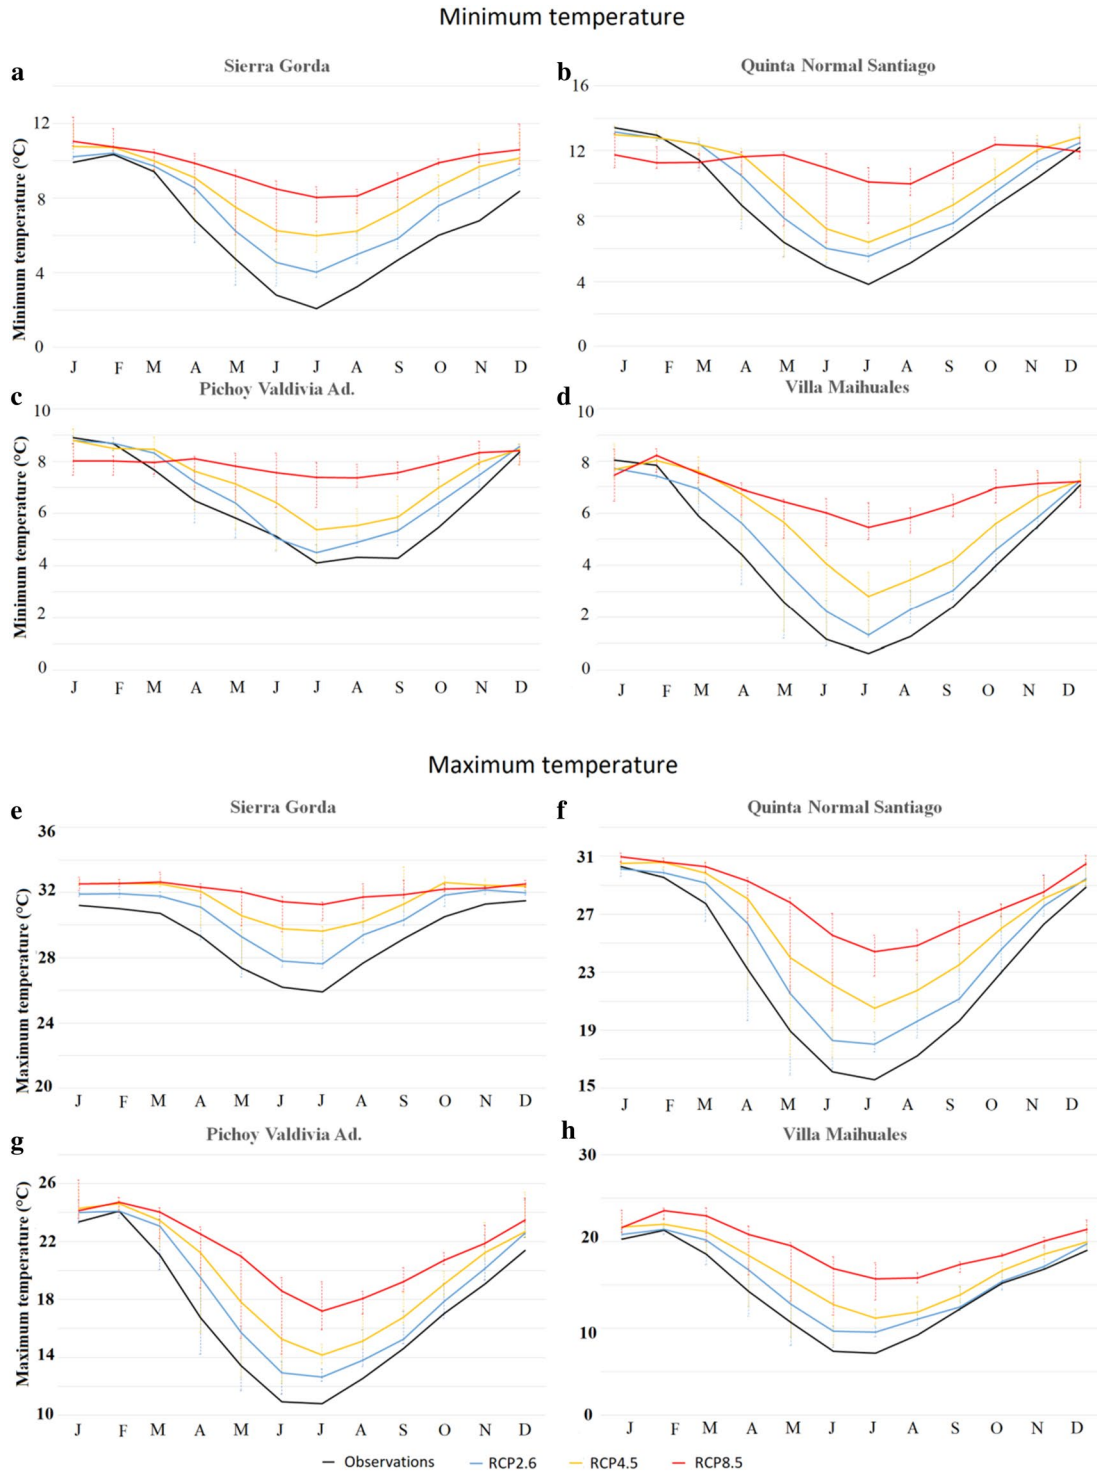 Minimum temperature
a
Sierra Gorda
Minimum temperature (°C)
12
8
4
0
J F M A M J J A S O N D
b
Quinta Normal Santiago
16
12
8
4
0
J F M A M J J A S O N D
c
Pichoy Valdivia Ad.
Minimum temperature (°C)
10
8
6
4
2
0
J F M A M J J A S O N D
d
Villa Maihuales
10
8
6
4
2
0
J F M A M J J A S O N D
Maximum temperature
e
Sierra Gorda
Maximum temperature (°C)
36
32
28
24
20
J F M A M J J A S O N D
f
Quinta Normal Santiago
31
27
23
19
15
J F M A M J J A S O N D
g
Pichoy Valdivia Ad.
Maximum temperature (°C)
26
22
18
14
10
J F M A M J J A S O N D
h
Villa Maihuales
30
20
10
0
J F M A M J J A S O N D
Observations RCP2.6 RCP4.5 RCP8.5